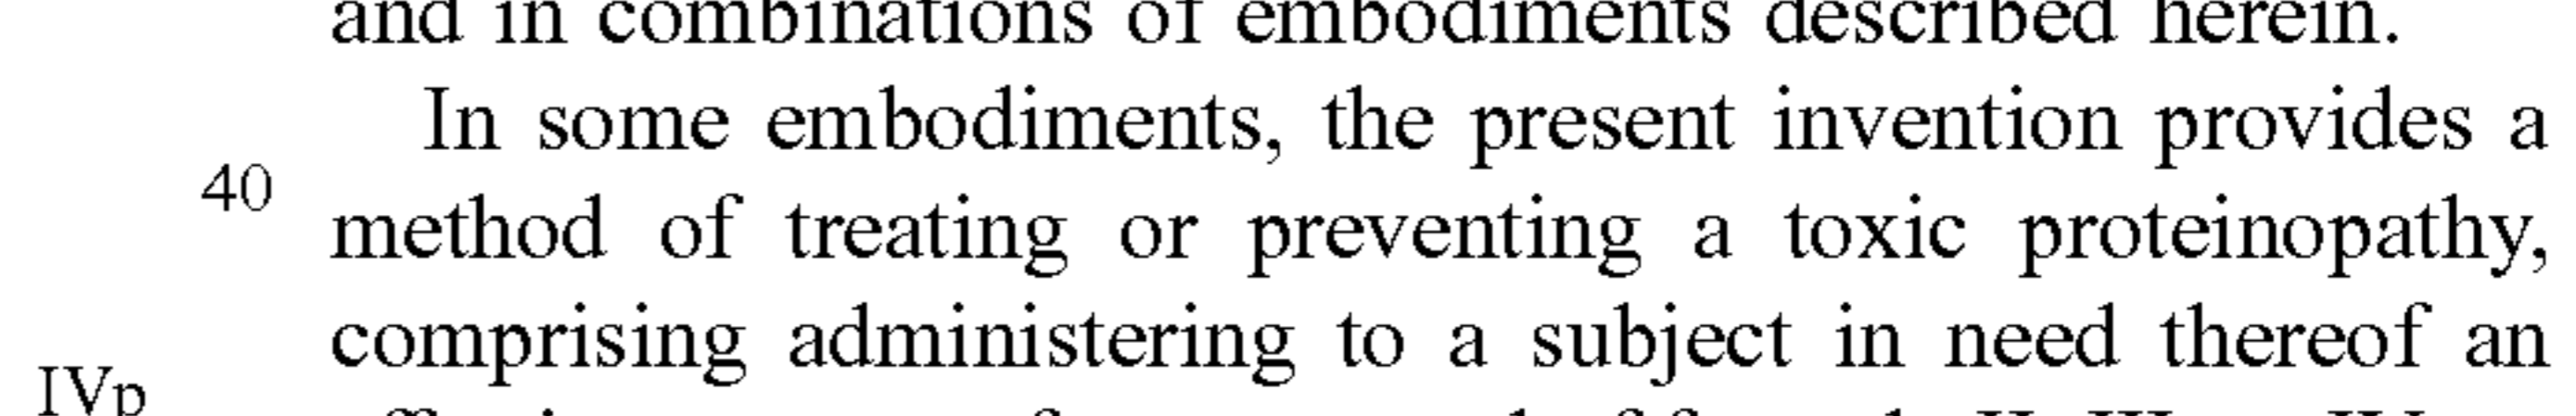 and in combinations of embodiments described herein.
In some embodiments, the present invention provides a
40
method of treating or preventing a toxic proteinopathy,
comprising administering to a subject in need thereof an
IVp